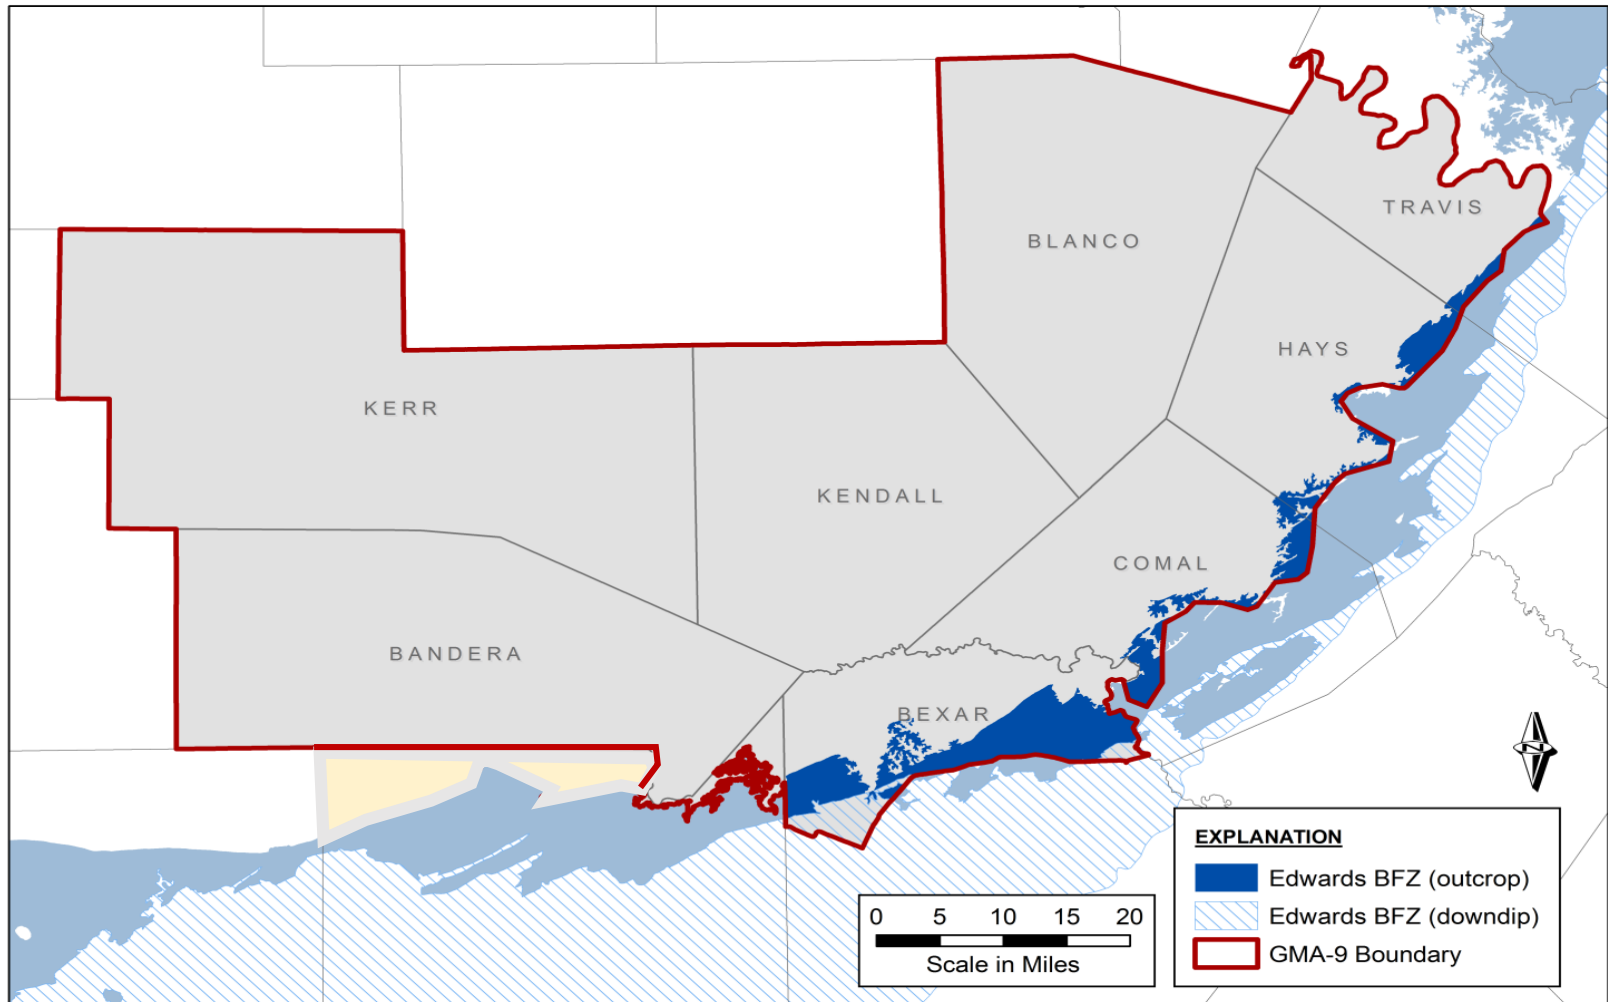 TRAVIS
BLANCO
HAYS
KERR
KENDALL
COMAL
BANDERA
BEXAR
N
EXPLANATION
Edwards BFZ (outcrop)
Edwards BFZ (downdip)
GMA-9 Boundary
0 5 10 15 20
Scale in Miles